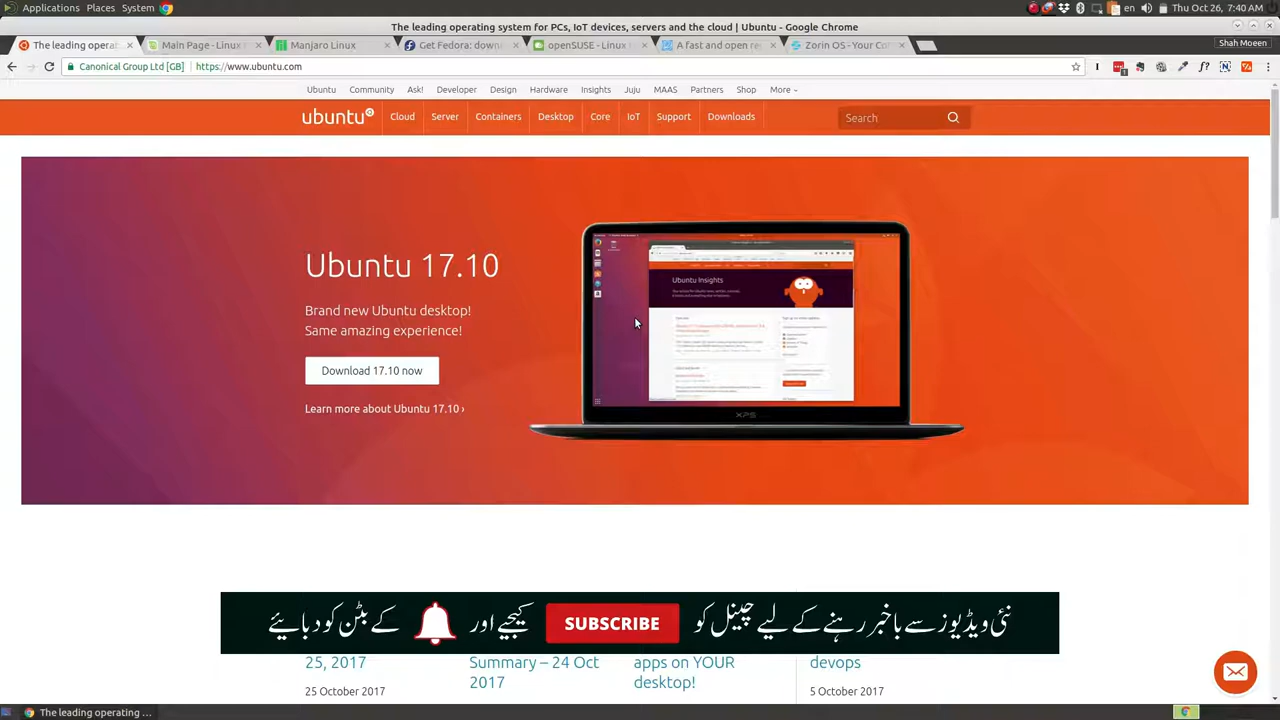 Applications Places System
en Thu Oct 26, 7:40 AM
The leading operating system for PCs, IoT devices, servers and the cloud | Ubuntu - Google Chrome
The leading operat
Main Page - Linux
Manjaro Linux
Get Fedora: down
openSUSE - Linux
A fast and open re
Zorin OS - Your Co
Shah Moeen
Canonical Group Ltd [GB] https://www.ubuntu.com
Ubuntu Community Ask! Developer Design Hardware Insights Juju MAAS Partners Shop More
ubuntu Cloud Server Containers Desktop Core IoT Support Downloads Search
Ubuntu 17.10
Brand new Ubuntu desktop!
Same amazing experience!
Download 17.10 now
Learn more about Ubuntu 17.10 ›
Ubuntu Insights
XPS
نئی ویڈیوز سے باخبر رہنے کے لیے چینل کو SUBSCRIBE کیجیے اور کے بٹن کو دبائیے
25, 2017
25 October 2017
Summary – 24 Oct
2017
apps on YOUR
desktop!
devops
5 October 2017
The leading operating ...